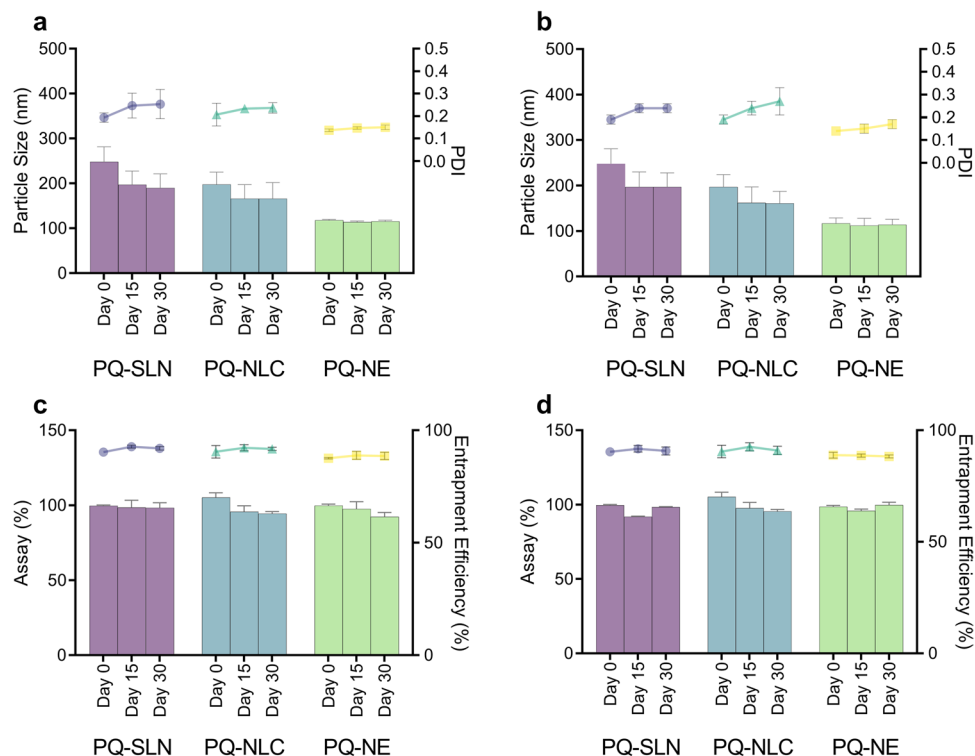 a
Particle Size (nm)
500
400
300
200
100
0
0.5
0.4
0.3
0.2
0.1
0.0
PDI
Day 0
Day 15
Day 30
Day 0
Day 15
Day 30
Day 0
Day 15
Day 30
PQ-SLN
PQ-NLC
PQ-NE
b
Particle Size (nm)
500
400
300
200
100
0
0.5
0.4
0.3
0.2
0.1
0.0
PDI
Day 0
Day 15
Day 30
Day 0
Day 15
Day 30
Day 0
Day 15
Day 30
PQ-SLN
PQ-NLC
PQ-NE
c
Assay (%)
150
100
50
0
100
50
0
Entrapment Efficiency (%)
Day 0
Day 15
Day 30
Day 0
Day 15
Day 30
Day 0
Day 15
Day 30
PQ-SLN
PQ-NLC
PQ-NE
d
Assay (%)
150
100
50
0
100
50
0
Entrapment Efficiency (%)
Day 0
Day 15
Day 30
Day 0
Day 15
Day 30
Day 0
Day 15
Day 30
PQ-SLN
PQ-NLC
PQ-NE